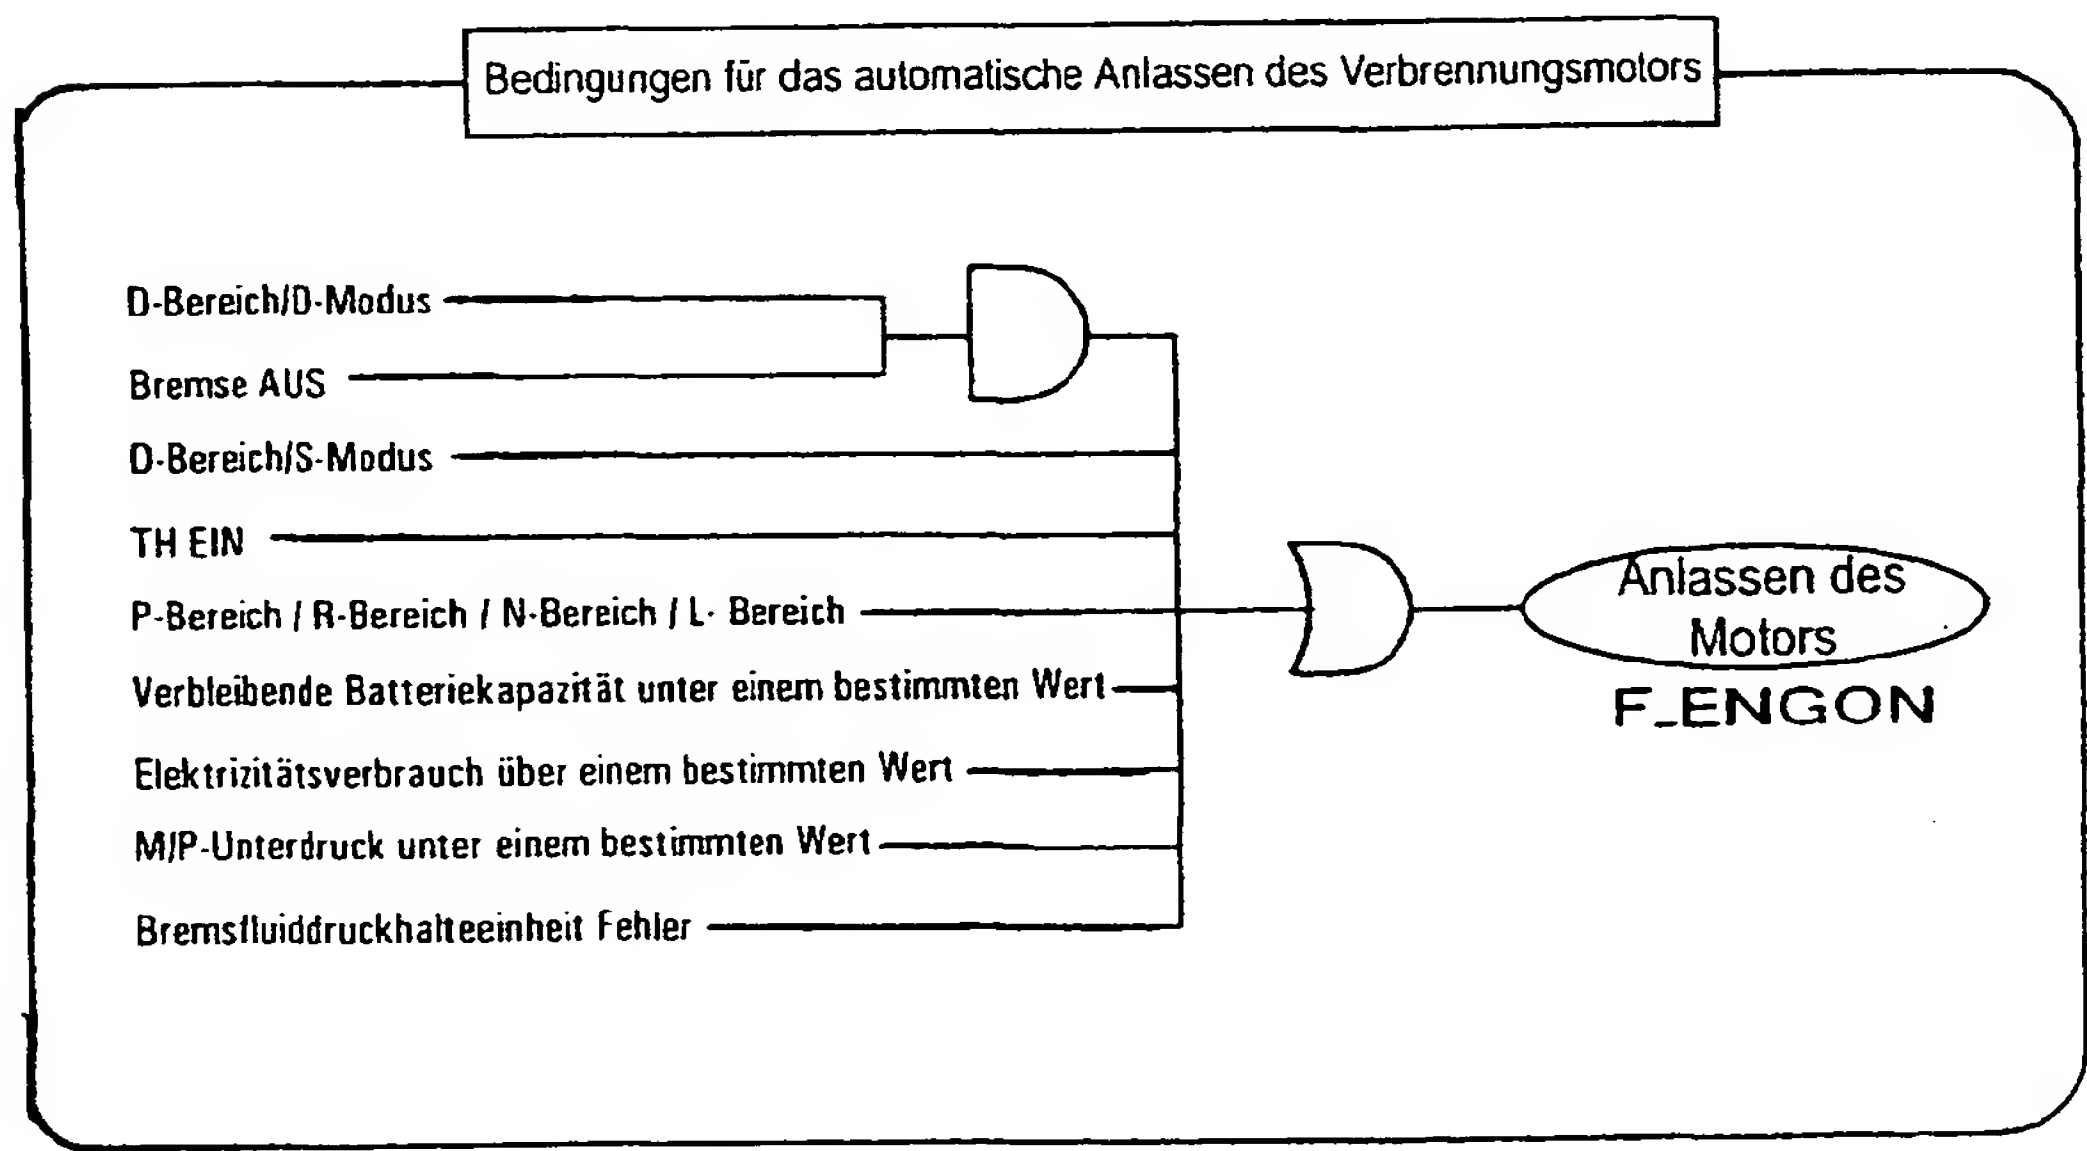 Bedingungen für das automatische Anlassen des Verbrennungsmotors
D-Bereich/D-Modus
Bremse AUS
D-Bereich/S-Modus
TH EIN
P-Bereich / R-Bereich / N-Bereich / L- Bereich
Verbleibende Batteriekapazität unter einem bestimmten Wert
Elektrizitätsverbrauch über einem bestimmten Wert
M/P-Unterdruck unter einem bestimmten Wert
Bremsfluiddruckhalteeinheit Fehler
Anlassen des
Motors
F_ENGON